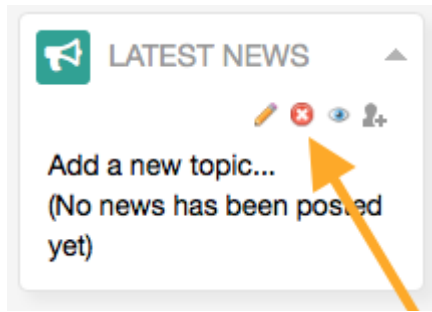 LATEST NEWS
Add a new topic...
(No news has been posted
yet)